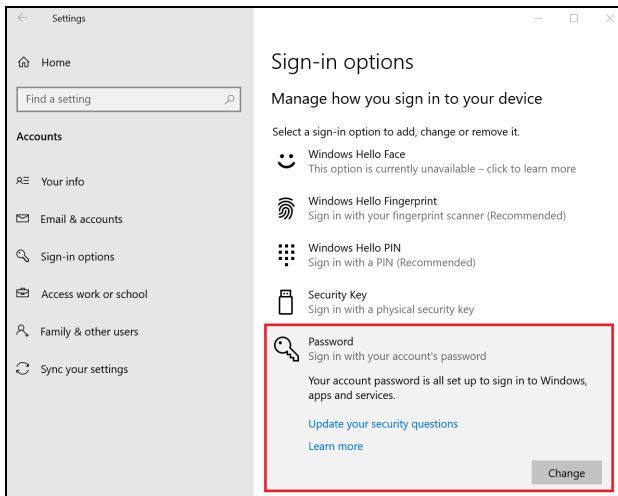 Settings
Home
Find a setting
Accounts
Your info
Email & accounts
Sign-in options
Access work or school
Family & other users
Sync your settings
Sign-in options
Manage how you sign in to your device
Select a sign-in option to add, change or remove it.
Windows Hello Face
This option is currently unavailable – click to learn more
Windows Hello Fingerprint
Sign in with your fingerprint scanner (Recommended)
Windows Hello PIN
Sign in with a PIN (Recommended)
Security Key
Sign in with a physical security key
Password
Sign in with your account's password
Your account password is all set up to sign in to Windows,
apps and services.
Update your security questions
Learn more
Change